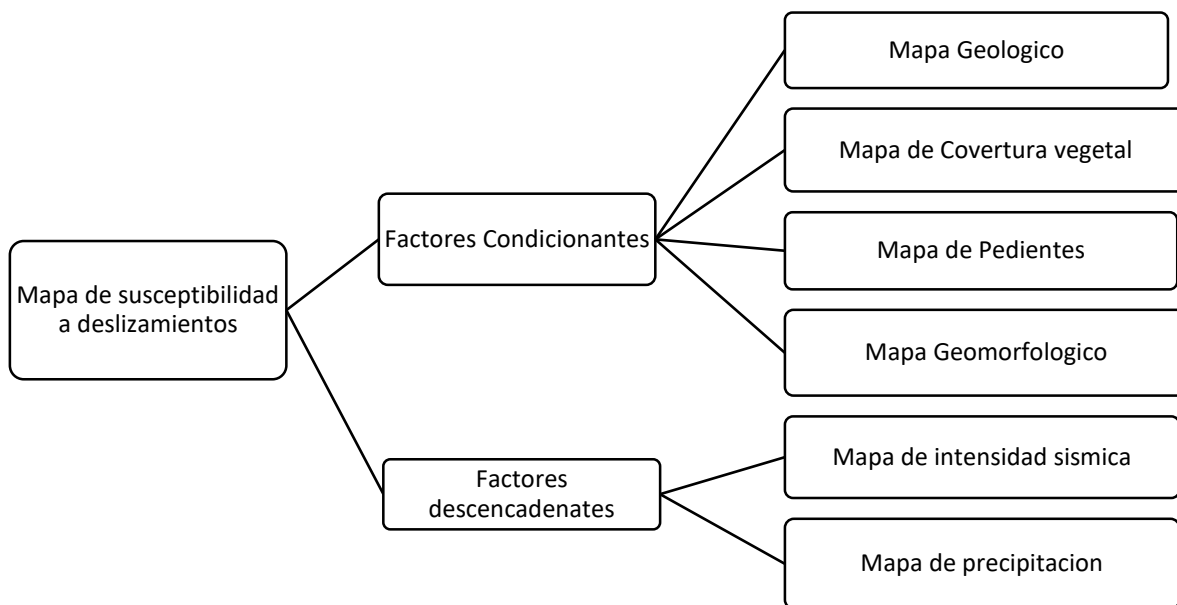 Mapa de susceptibilidad
a deslizamientos
Factores Condicionantes
Mapa Geologico
Mapa de Covertura vegetal
Mapa de Pedientes
Mapa Geomorfologico
Factores
descencadenates
Mapa de intensidad sismica
Mapa de precipitacion